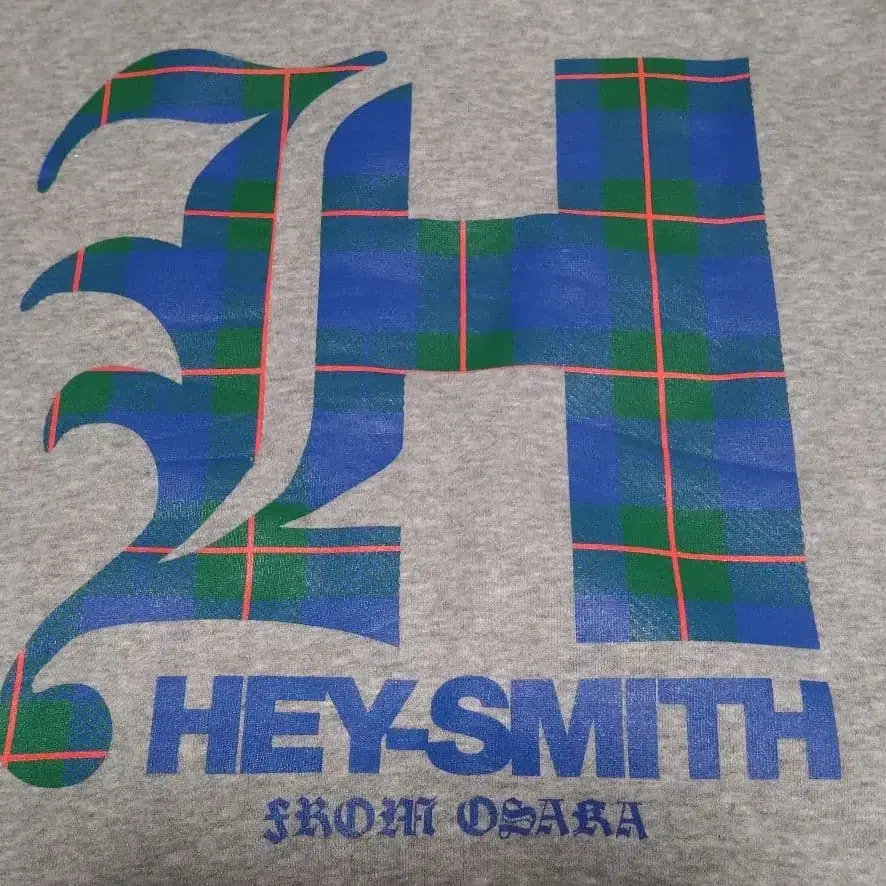 H
HEY-SMITH
FROM OSAKA